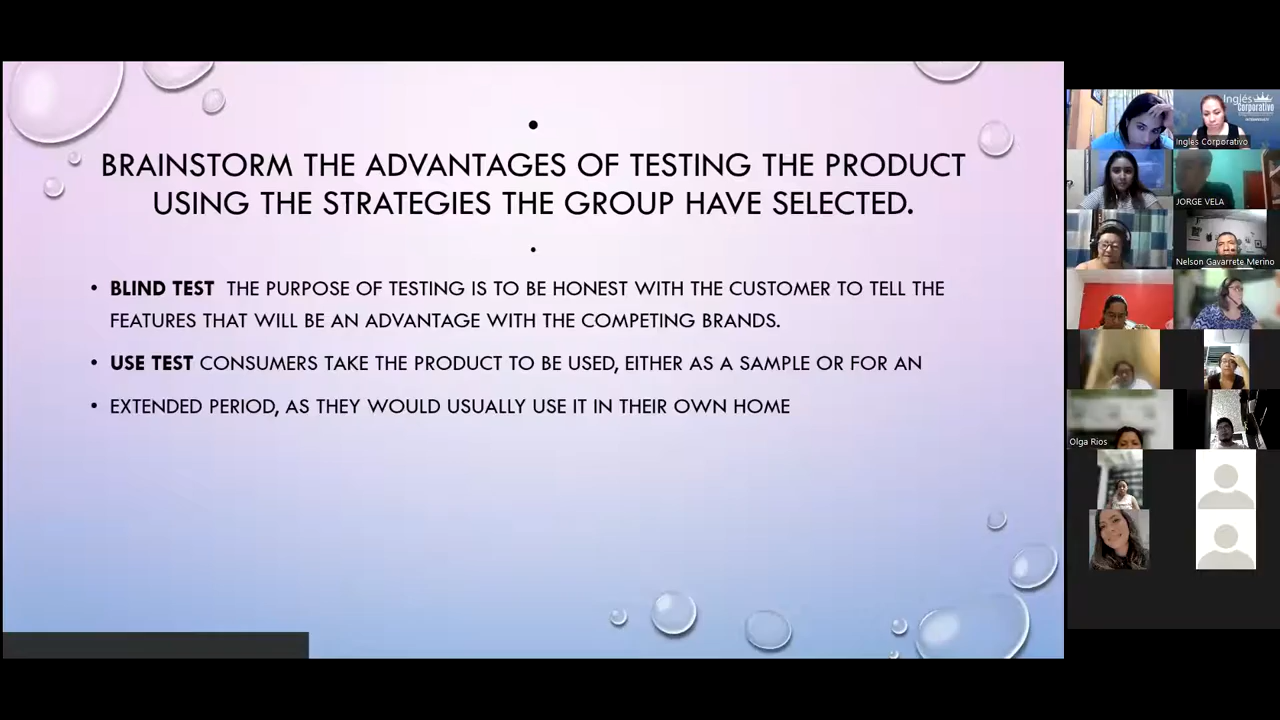 BRAINSTORM THE ADVANTAGES OF TESTING THE PRODUCT
USING THE STRATEGIES THE GROUP HAVE SELECTED.
• BLIND TEST THE PURPOSE OF TESTING IS TO BE HONEST WITH THE CUSTOMER TO TELL THE
FEATURES THAT WILL BE AN ADVANTAGE WITH THE COMPETING BRANDS.
• USE TEST CONSUMERS TAKE THE PRODUCT TO BE USED, EITHER AS A SAMPLE OR FOR AN
• EXTENDED PERIOD, AS THEY WOULD USUALLY USE IT IN THEIR OWN HOME
Inglés
Corporativo
Inglés Corporativo
JORGE VELA
Nelson Gavarrete Merino
Olga Rios